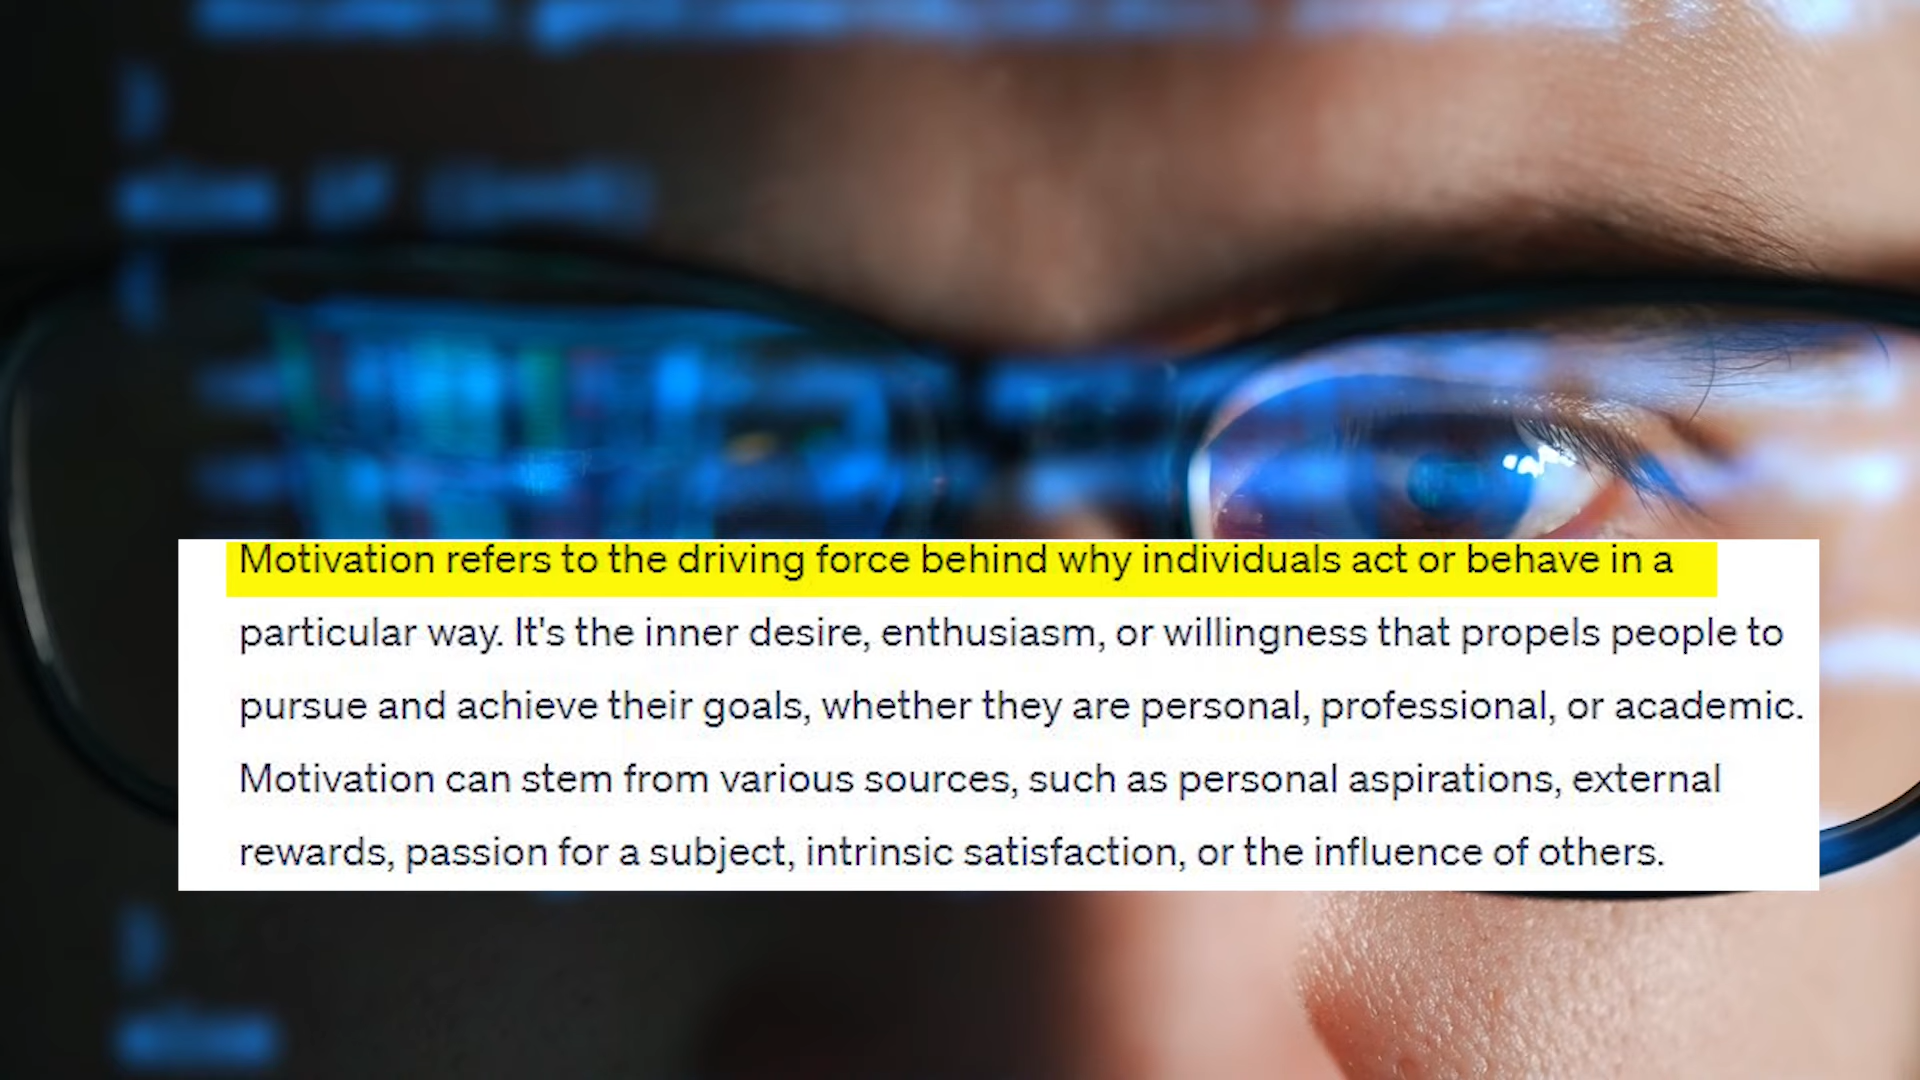 Motivation refers to the driving force behind why individuals act or behave in a
particular way. It's the inner desire, enthusiasm, or willingness that propels people to
pursue and achieve their goals, whether they are personal, professional, or academic.
Motivation can stem from various sources, such as personal aspirations, external
rewards, passion for a subject, intrinsic satisfaction, or the influence of others.